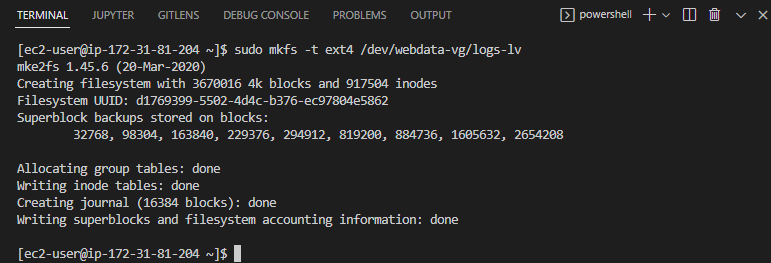 TERMINAL JUPYTER GITLENS DEBUG CONSOLE PROBLEMS OUTPUT powershell
[ec2-user@ip-172-31-81-204 ~]$ sudo mkfs -t ext4 /dev/webdata-vg/logs-lv
mke2fs 1.45.6 (20-Mar-2020)
Creating filesystem with 3670016 4k blocks and 917504 inodes
Filesystem UUID: d1769399-5502-4d4c-b376-ec97804e5862
Superblock backups stored on blocks:
32768, 98304, 163840, 229376, 294912, 819200, 884736, 1605632, 2654208
Allocating group tables: done
Writing inode tables: done
Creating journal (16384 blocks): done
Writing superblocks and filesystem accounting information: done
[ec2-user@ip-172-31-81-204 ~]$